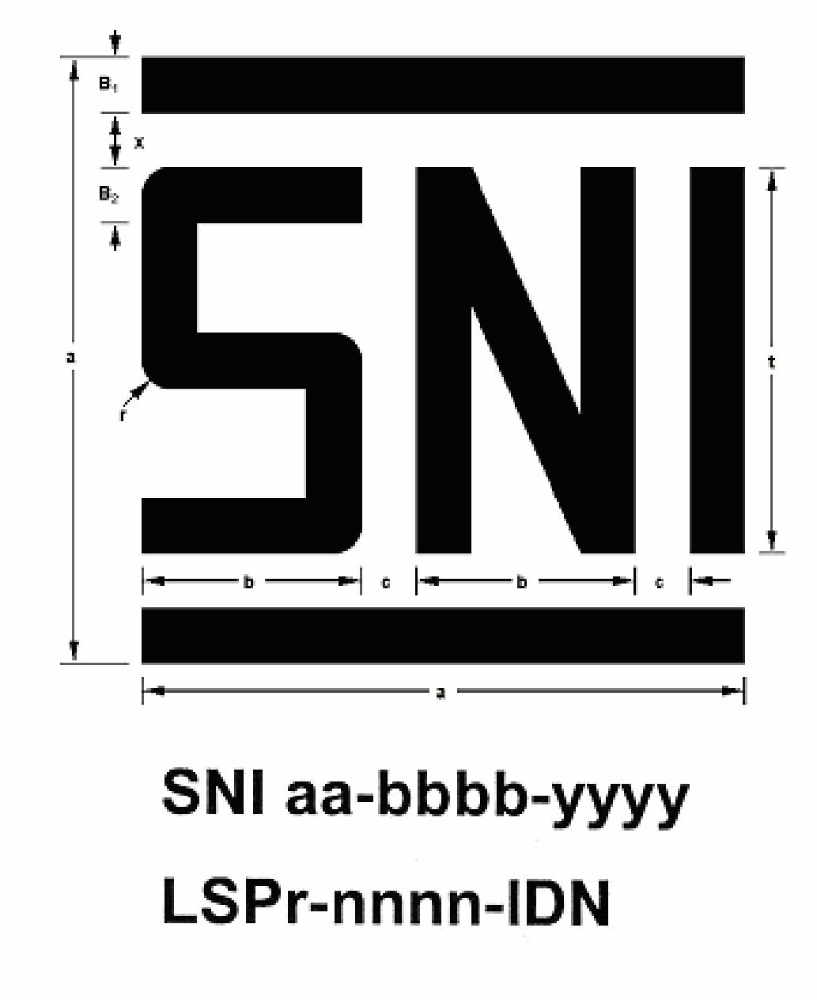 B₁
x
B₂
SNI
a
t
r
b c b c
a
SNI aa-bbbb-yyyy
LSPr-nnnn-IDN